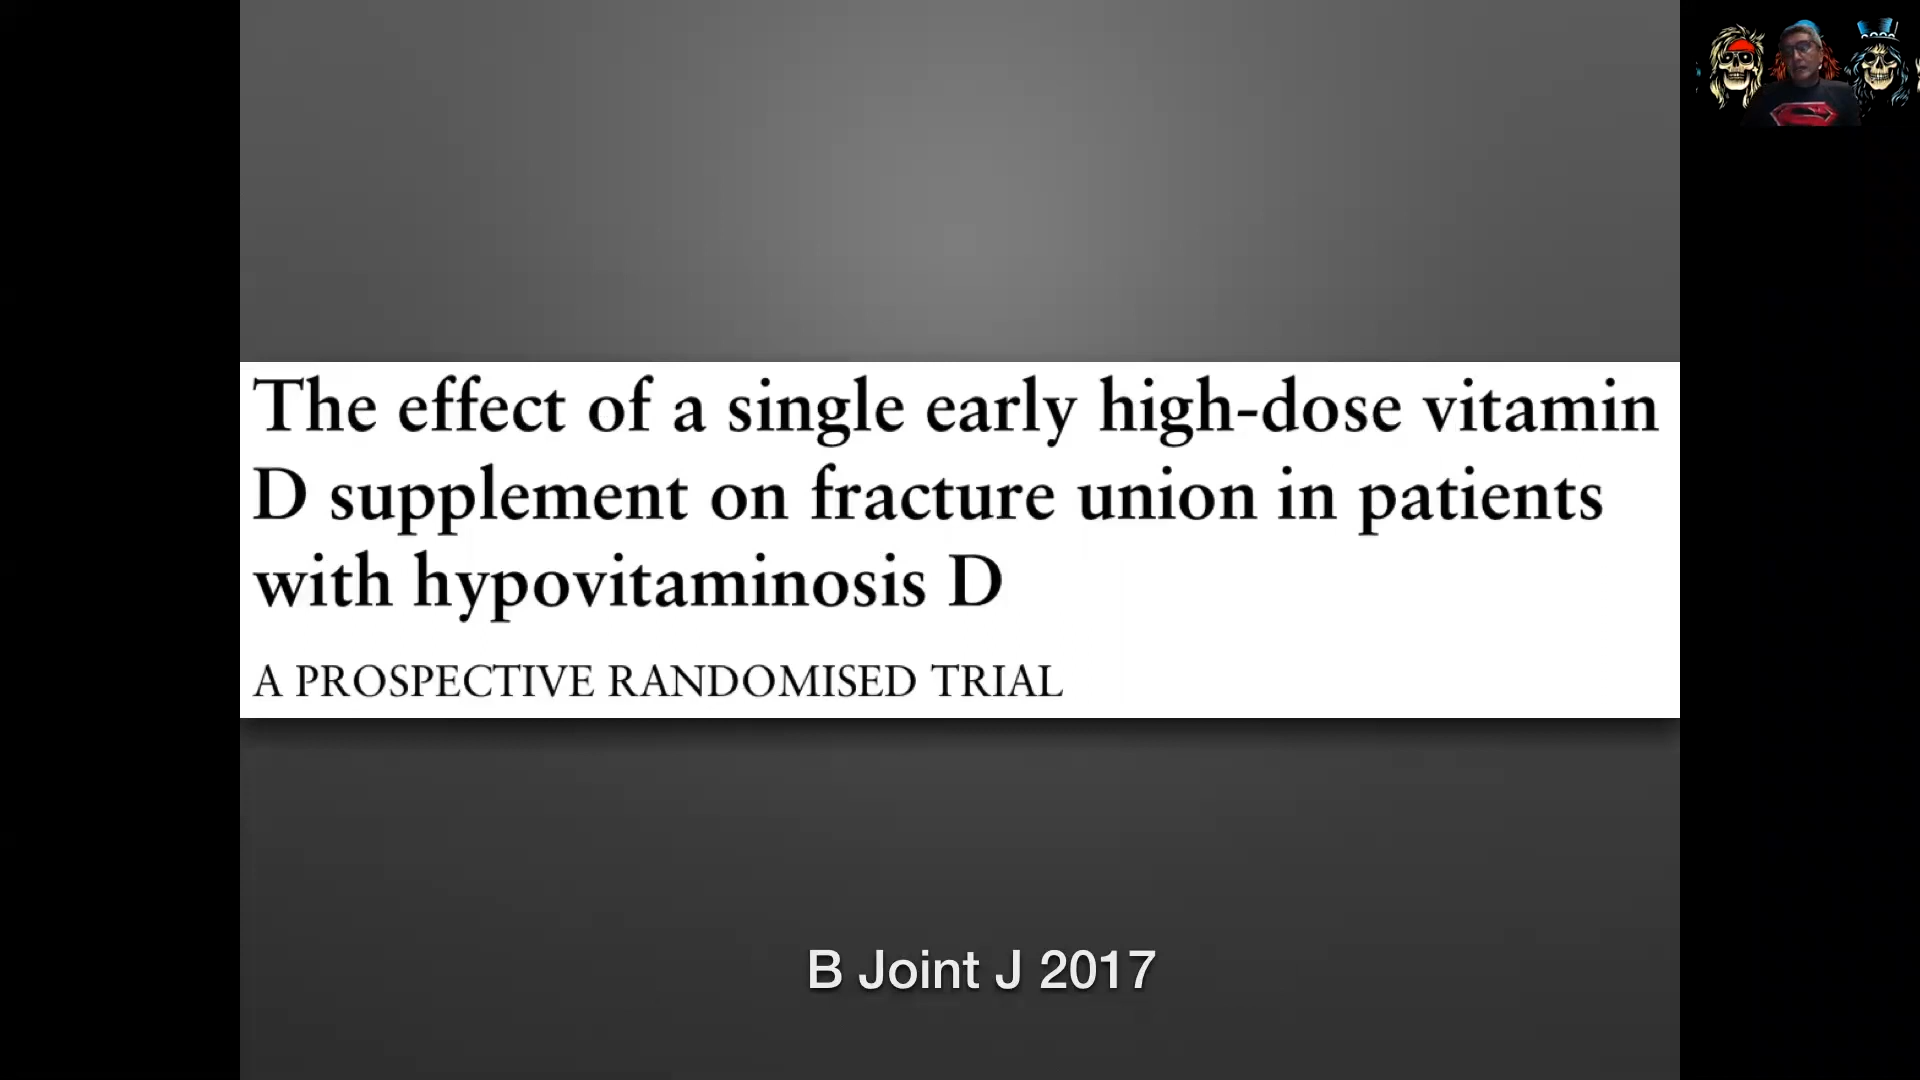 The effect of a single early high-dose vitamin
D supplement on fracture union in patients
with hypovitaminosis D
A PROSPECTIVE RANDOMISED TRIAL
B Joint J 2017